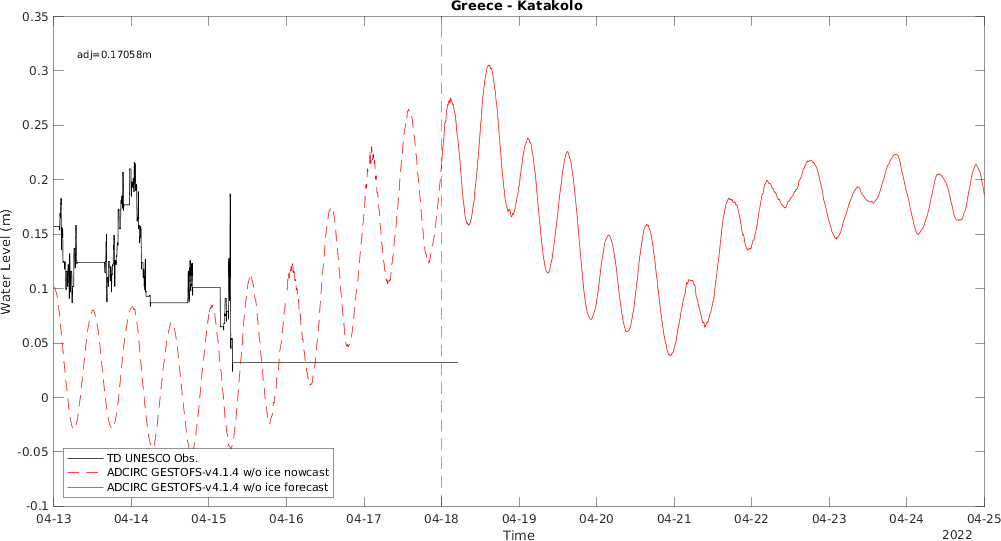 Greece - Katakolo
adj=0.17058m
Water Level (m)
0.35
0.3
0.25
0.2
0.15
0.1
0.05
0
-0.05
-0.1
TD UNESCO Obs.
ADCIRC GESTOFS-v4.1.4 w/o ice nowcast
ADCIRC GESTOFS-v4.1.4 w/o ice forecast
04-13 04-14 04-15 04-16 04-17 04-18 04-19 04-20 04-21 04-22 04-23 04-24 04-25
Time
2022